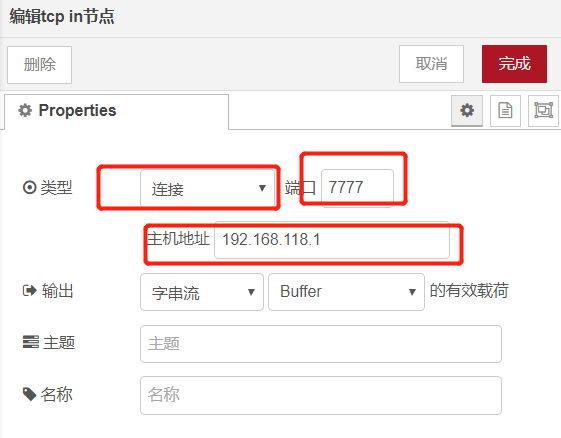 编辑tcp in节点
删除 取消 完成
Properties
类型 连接 端口 7777
主机地址 192.168.118.1
输出 字串流 Buffer 的有效载荷
主题 主题
名称 名称